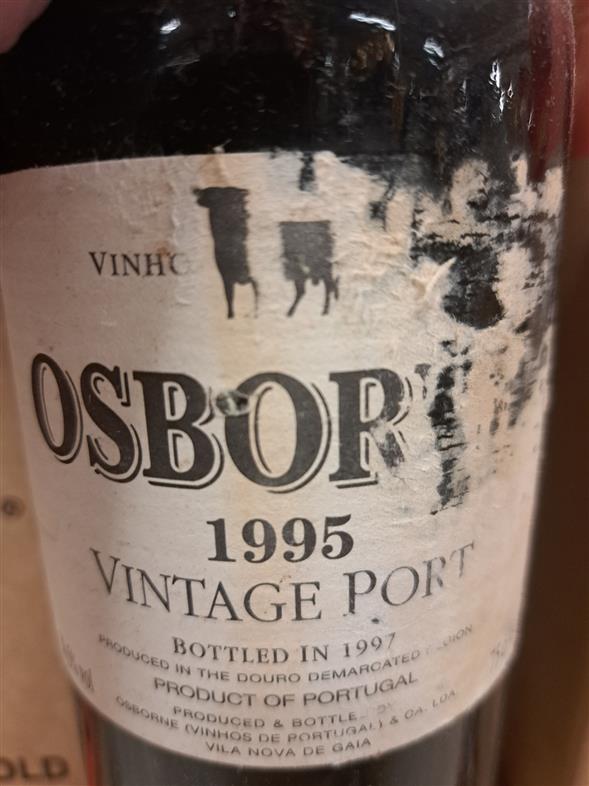 VINHO
OSBOR
1995
VINTAGE PORT
BOTTLED IN 1997
PRODUCED IN THE DOURO DEMARCATED
PRODUCT OF PORTUGAL
PRODUCED & BOTTLE
OSBORNE (VINHOS DE PORTUGAL) & CA. LDA.
VILA NOVA DE GAIA
OLD